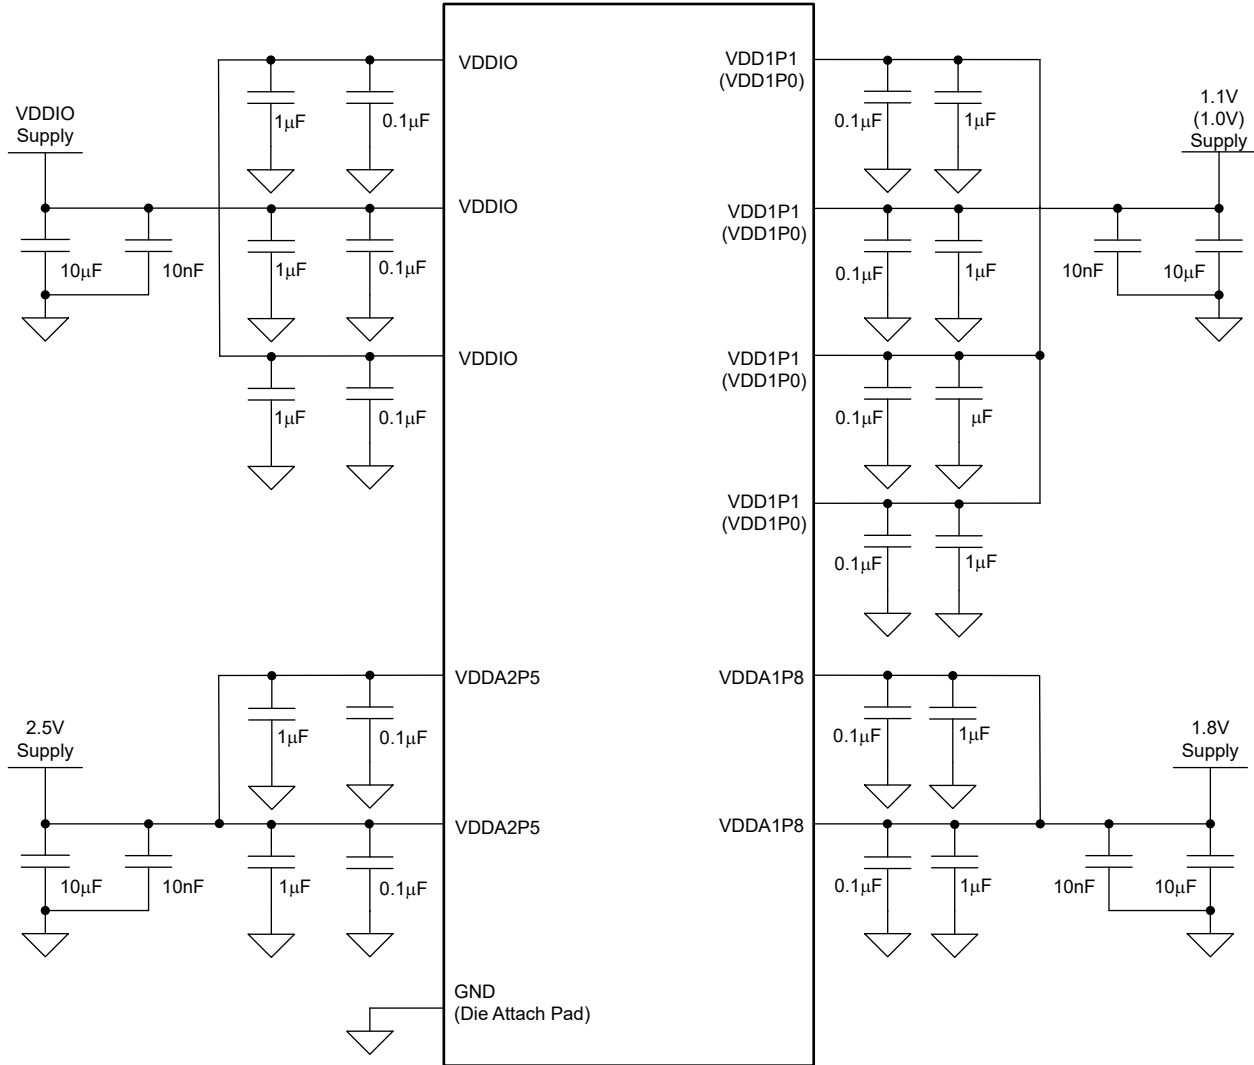 VDDIO
Supply
10μF
10nF
1μF
0.1μF
VDDIO
1μF
0.1μF
VDDIO
1μF
0.1μF
VDDIO
VDD1P1
(VDD1P0)
0.1μF
1μF
VDD1P1
(VDD1P0)
0.1μF
1μF
VDD1P1
(VDD1P0)
0.1μF
μF
VDD1P1
(VDD1P0)
0.1μF
1μF
1.1V
(1.0V)
Supply
10nF
10μF
2.5V
Supply
10μF
10nF
1μF
0.1μF
VDDA2P5
1μF
0.1μF
VDDA2P5
VDDA1P8
0.1μF
1μF
VDDA1P8
0.1μF
1μF
1.8V
Supply
10nF
10μF
GND
(Die Attach Pad)